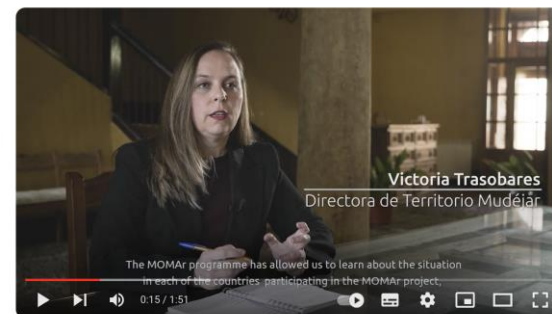 Victoria Trasobares
Directora de Territorio Mudéjar
The MOMAr programme has allowed us to learn about the situation
in each of the countries participating in the MOMAr project,
0:15 / 1:51